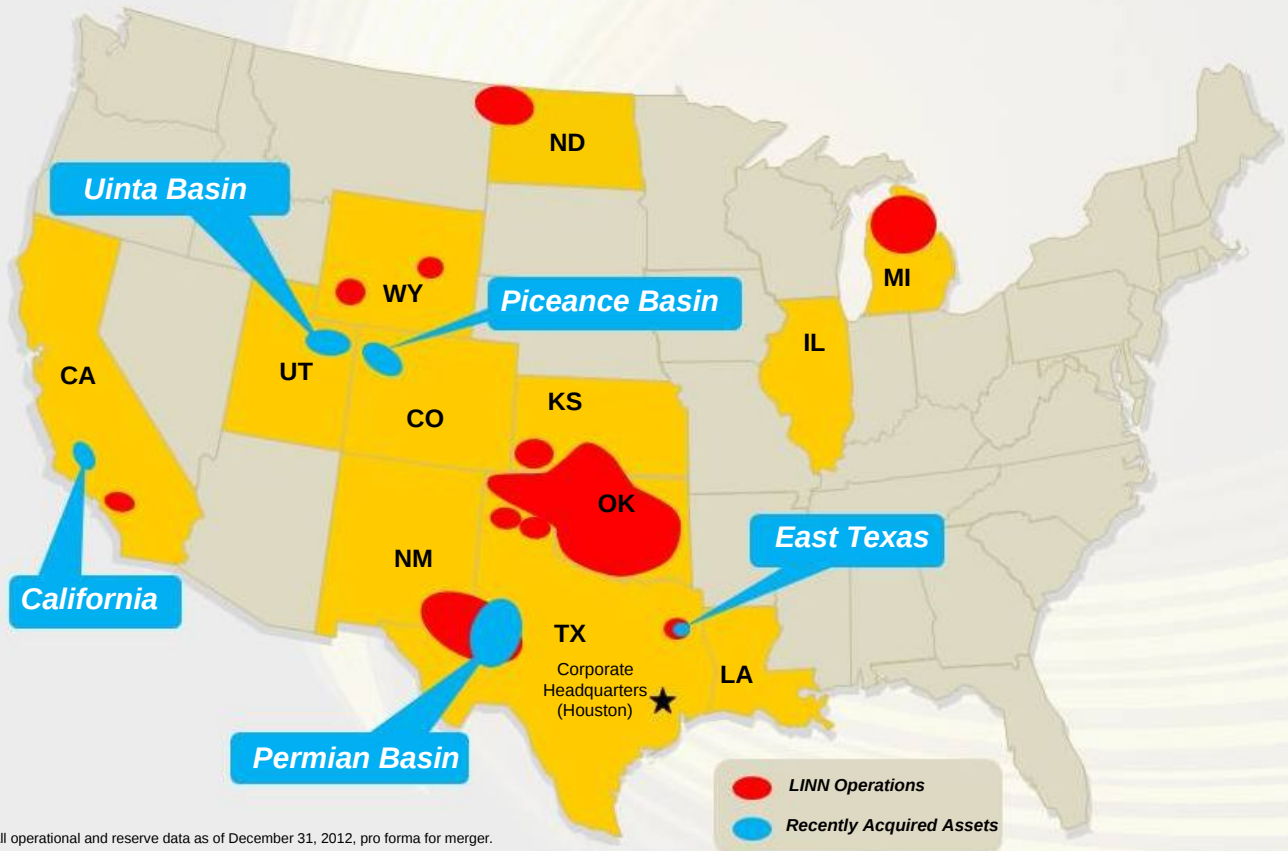 ND
Uinta Basin
WY
MI
Piceance Basin
IL
UT
CA
CO
KS
OK
East Texas
NM
California
TX
Corporate
Headquarters
(Houston)
LA
Permian Basin
LINN Operations
Recently Acquired Assets
ll operational and reserve data as of December 31, 2012, pro forma for merger.